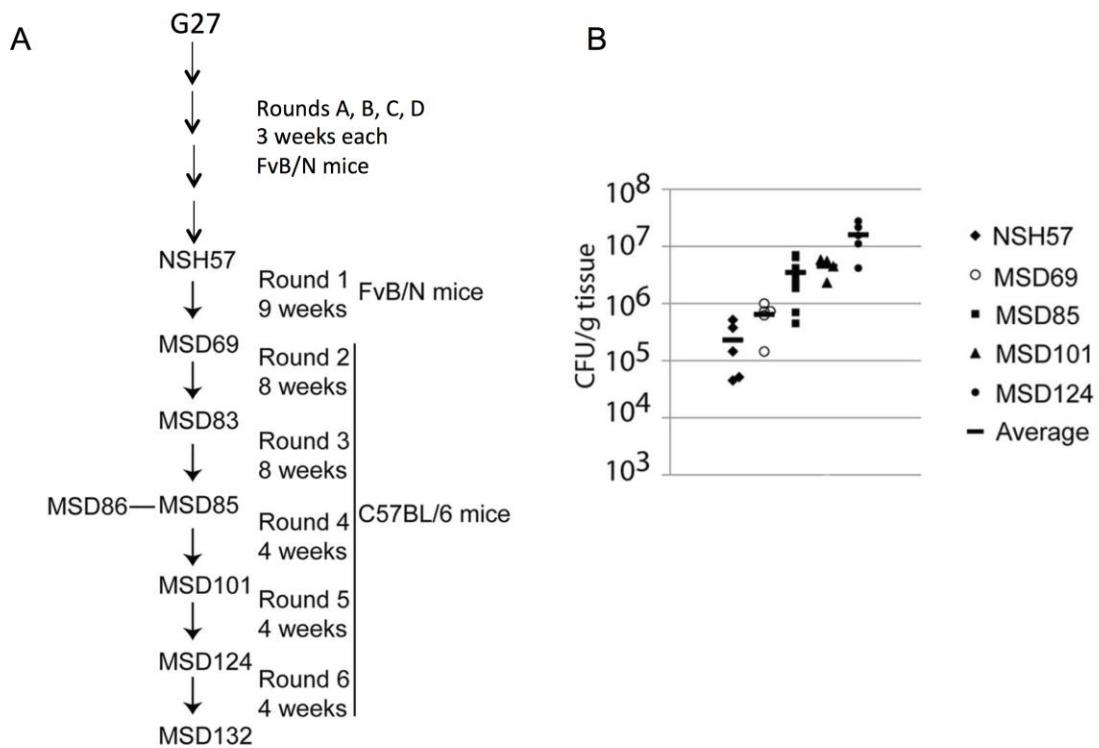 A
G27
Rounds A, B, C, D
3 weeks each
FvB/N mice
NSH57
Round 1
9 weeks
FvB/N mice
MSD69
Round 2
8 weeks
MSD83
Round 3
8 weeks
MSD86
MSD85
C57BL/6 mice
Round 4
4 weeks
MSD101
Round 5
4 weeks
MSD124
Round 6
4 weeks
MSD132
B
CFU/g tissue
10^8
10^7
10^6
10^5
10^4
10^3
NSH57
MSD69
MSD85
MSD101
MSD124
Average